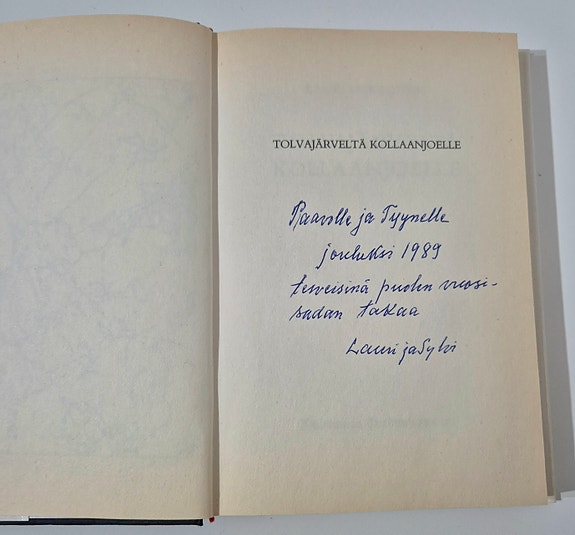 TOLVAJÄRVELTÄ KOLLAANJOELLE
Paavolle ja Tyynelle
jouluksi 1989
terveisinä puolen vuosi-
sadan takaa
Lauri ja Sylvi